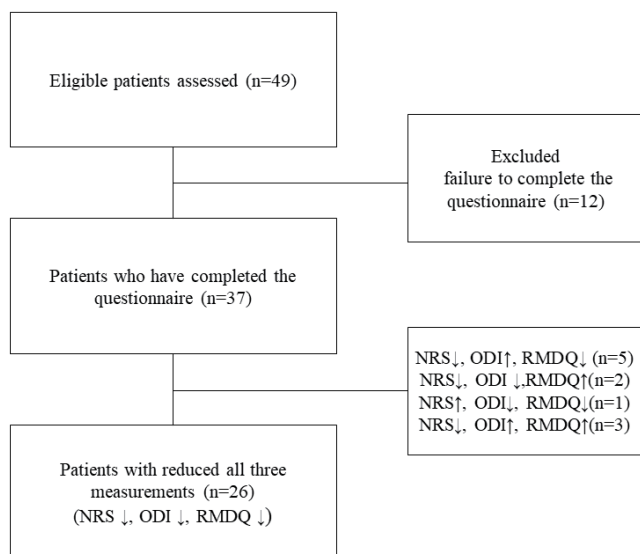 Eligible patients assessed (n=49)
Excluded
failure to complete the
questionnaire (n=12)
Patients who have completed the
questionnaire (n=37)
NRS↓, ODI↑, RMDQ↓ (n=5)
NRS↓, ODI ↓,RMDQ↑(n=2)
NRS↑, ODI↓, RMDQ↓(n=1)
NRS↓, ODI↑, RMDQ↑(n=3)
Patients with reduced all three
measurements (n=26)
(NRS ↓, ODI ↓, RMDQ ↓)